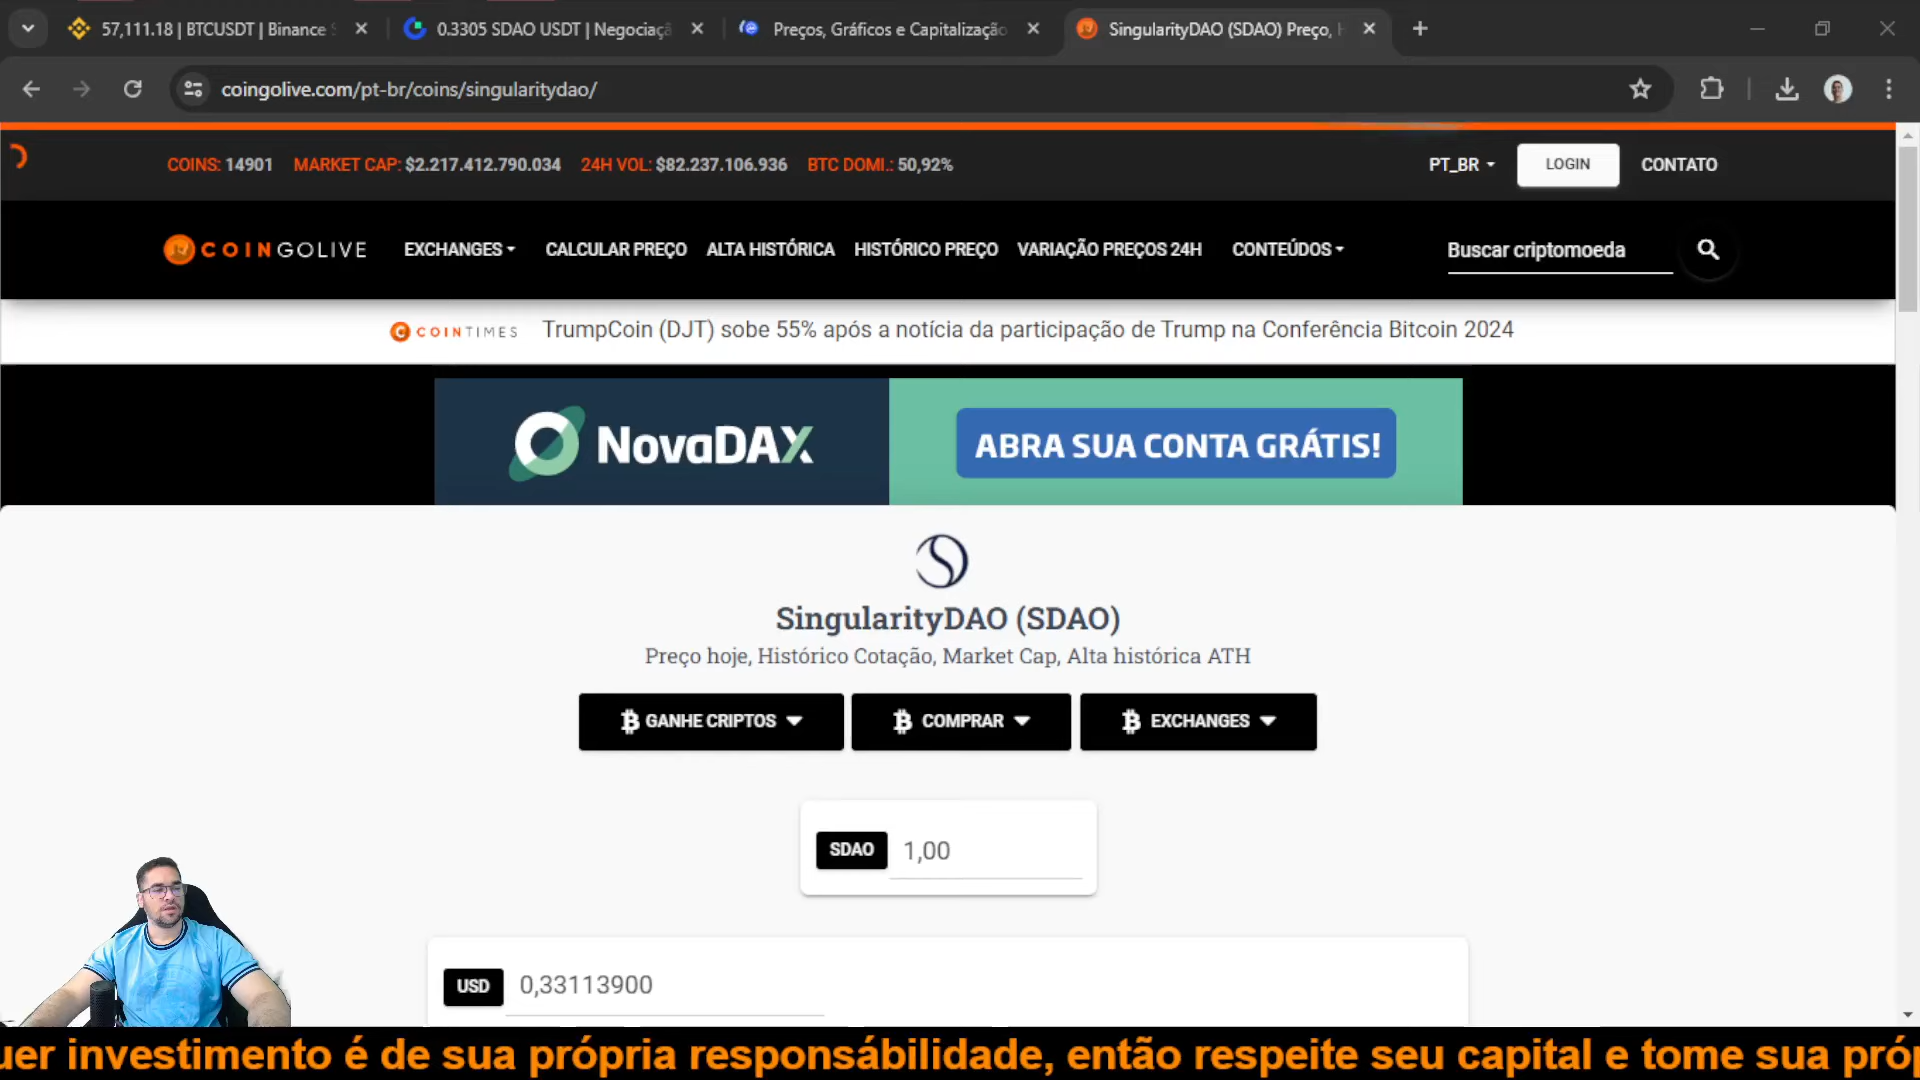 57,111.18 | BTCUSDT | Binance S
0.3305 SDAO USDT | Negociaçã
Preços, Gráficos e Capitalização
SingularityDAO (SDAO) Preço, H
coingolive.com/pt-br/coins/singularitydao/
COINS: 14901 MARKET CAP: $2.217.412.790.034 24H VOL: $82.237.106.936 BTC DOMI.: 50,92%
PT_BR LOGIN CONTATO
COINGOLIVE EXCHANGES CALCULAR PREÇO ALTA HISTÓRICA HISTÓRICO PREÇO VARIAÇÃO PREÇOS 24H CONTEÚDOS Buscar criptomoeda
COINTIMES TrumpCoin (DJT) sobe 55% após a notícia da participação de Trump na Conferência Bitcoin 2024
NovaDAX ABRA SUA CONTA GRÁTIS!
SingularityDAO (SDAO)
Preço hoje, Histórico Cotação, Market Cap, Alta histórica ATH
GANHE CRIPTOS COMPRAR EXCHANGES
SDAO 1,00
USD 0,33113900
uer investimento é de sua própria responsábilidade, então respeite seu capital e tome sua próp